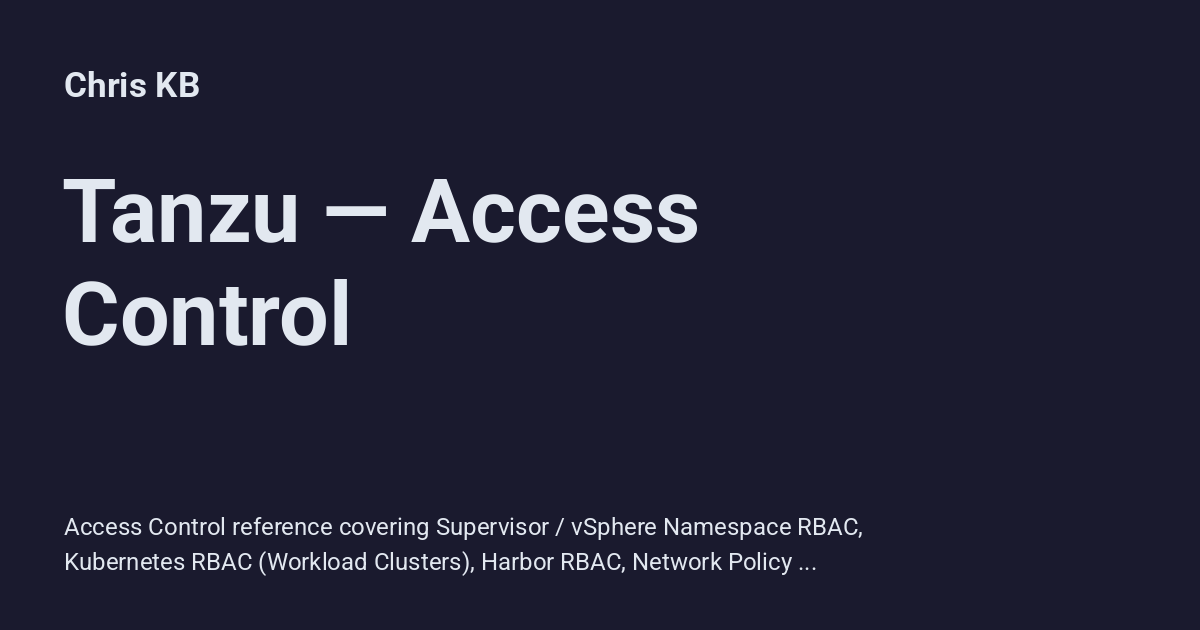 Chris KB
Tanzu — Access
Control
Access Control reference covering Supervisor / vSphere Namespace RBAC,
Kubernetes RBAC (Workload Clusters), Harbor RBAC, Network Policy ...